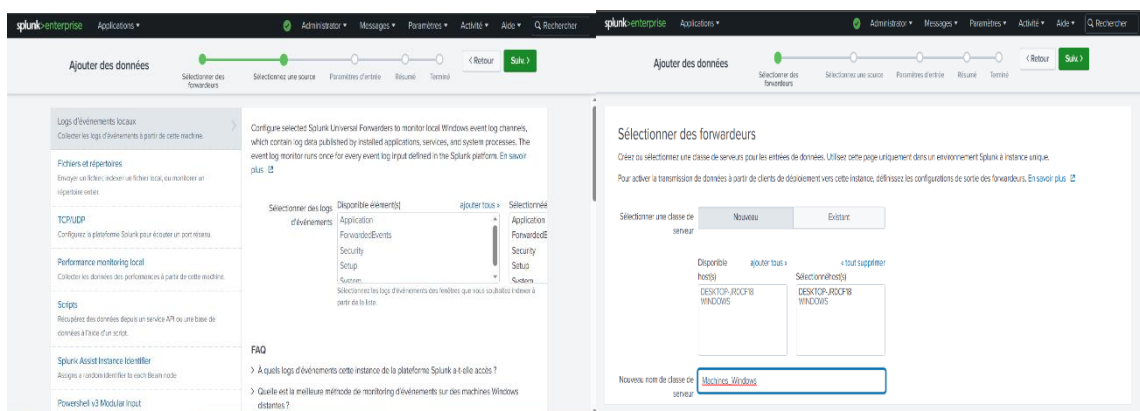 splunk>enterprise Applications ▾ Administrator ▾ Messages ▾ Paramètres ▾ Activité ▾ Aide ▾ Rechercher
Ajouter des données
Sélectionner des forwardeurs
Sélectionnez une source
Paramètres d'entrée
Résumé
Terminé
< Retour
Suiv. >
Logs d'événements locaux
Collecter les logs d'événements à partir de cette machine.
Fichiers et répertoires
Envoyer un fichier, indexer un fichier local, ou monitorer un
répertoire entier.
TCP/UDP
Configurez la plateforme Splunk pour écouter un port réseau.
Performance monitoring local
Collecter les données des performances à partir de cette machine.
Scripts
Récupérez des données depuis un service API ou une base de
données à l'aide d'un script.
Splunk Assist Instance Identifier
Assigns a random identifier to each Beam node
Powershell v3 Modular Input
Configure selected Splunk Universal Forwarders to monitor local Windows event log channels,
which contain log data published by installed applications, services, and system processes. The
event log monitor runs once for every event log input defined in the Splunk platform. En savoir
plus
Sélectionner des logs
d'événements
Disponible élément(s) ajouter tous »
Application
ForwardedEvents
Security
Setup
System
Sélectionné
Application
ForwardedE
Security
Setup
System
Sélectionnez les logs d'événements des fenêtres que vous souhaitez indexer à
partir de la liste.
FAQ
> À quels logs d'événements cette instance de la plateforme Splunk a-t-elle accès ?
> Quelle est la meilleure méthode de monitoring d'événements sur des machines Windows
distantes ?
splunk>enterprise Applications ▾ Administrator ▾ Messages ▾ Paramètres ▾ Activité ▾ Aide ▾ Rechercher
Ajouter des données
Sélectionner des
forwardeurs
Sélectionnez une source
Paramètres d'entrée
Résumé
Terminé
< Retour
Suiv. >
Sélectionner des forwardeurs
Créez ou sélectionnez une classe de serveurs pour les entrées de données. Utilisez cette page uniquement dans un environnement Splunk à instance unique.
Pour activer la transmission de données à partir de clients de déploiement vers cette instance, définissez les configurations de sortie des forwardeurs. En savoir plus
Sélectionner une classe de
serveur
Nouveau
Existant
Disponible ajouter tous »
host(s)
DESKTOP-JRDCF18
WINDOWS
« tout supprimer
Sélectionnéhost(s)
DESKTOP-JRDCF18
WINDOWS
Nouveau nom de classe de
serveur
Machines_Windows